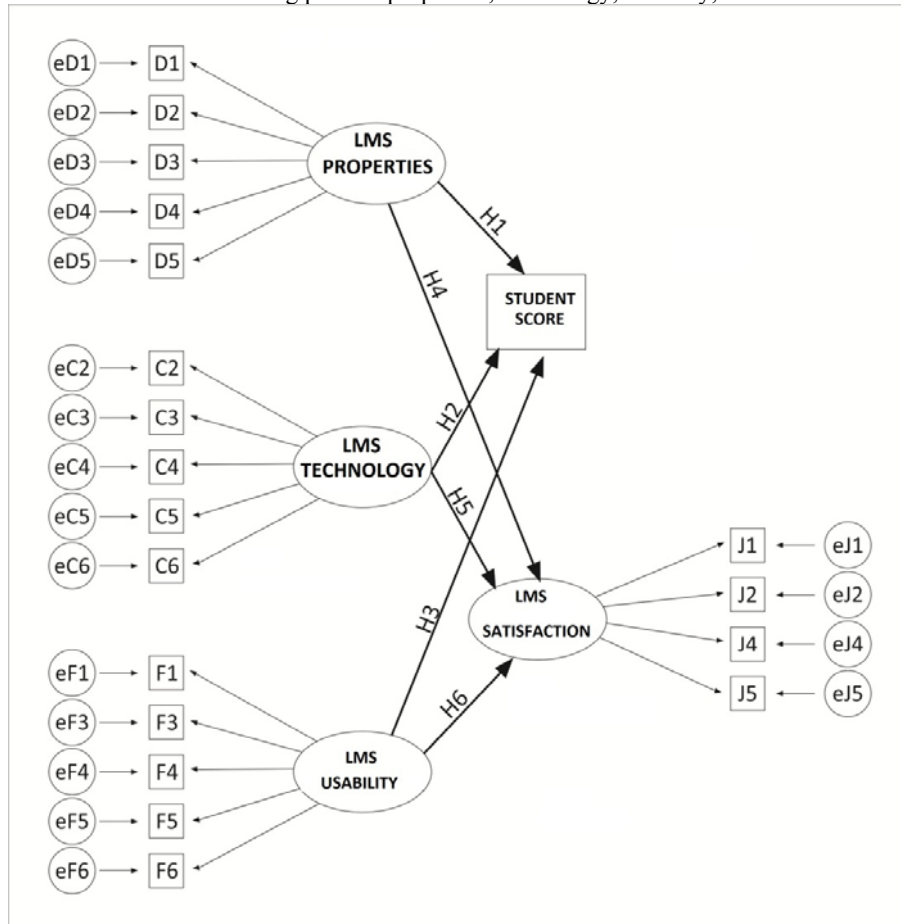 eD1 D1
eD2 D2
eD3 D3
eD4 D4
eD5 D5
LMS
PROPERTIES
H1
H4
STUDENT
SCORE
eC2 C2
eC3 C3
eC4 C4
eC5 C5
eC6 C6
LMS
TECHNOLOGY
H2
H5
H3
LMS
SATISFACTION
J1 eJ1
J2 eJ2
J4 eJ4
J5 eJ5
eF1 F1
eF3 F3
eF4 F4
eF5 F5
eF6 F6
LMS
USABILITY
H6